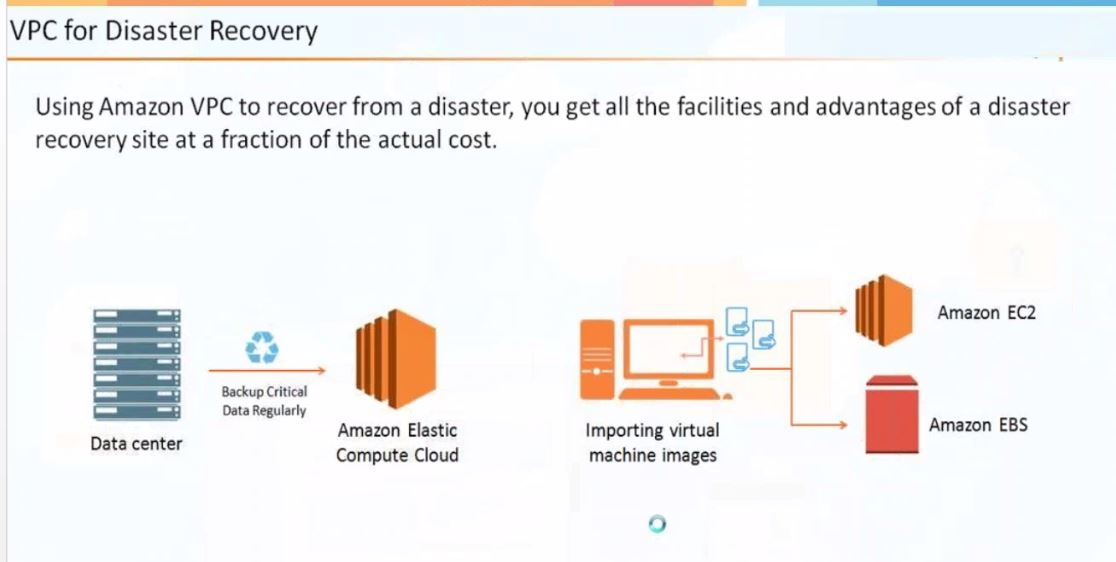 VPC for Disaster Recovery
Using Amazon VPC to recover from a disaster, you get all the facilities and advantages of a disaster
recovery site at a fraction of the actual cost.
Data center
Backup Critical
Data Regularly
Amazon Elastic
Compute Cloud
Importing virtual
machine images
Amazon EC2
Amazon EBS